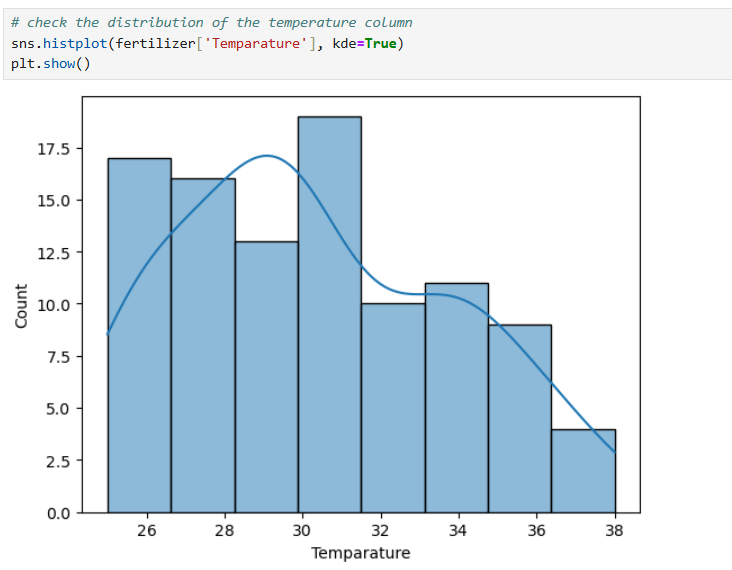 # check the distribution of the temperature column
sns.histplot(fertilizer['Temparature'], kde=True)
plt.show()
17.5
15.0
12.5
10.0
7.5
5.0
2.5
0.0
Count
26 28 30 32 34 36 38
Temparature